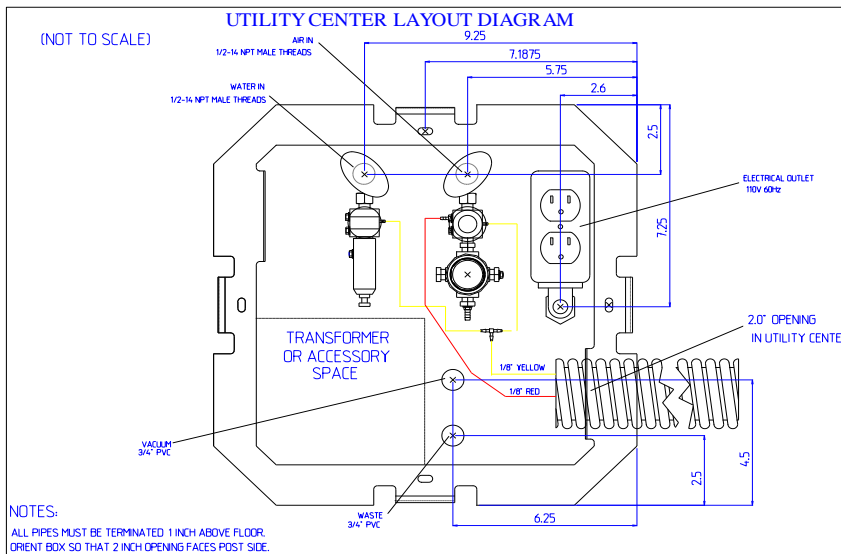 UTILITY CENTER LAYOUT DIAGRAM
(NOT TO SCALE)
AIR IN
1/2-14 NPT MALE THREADS
9.25
7.1875
5.75
2.6
WATER IN
1/2-14 NPT MALE THREADS
2.5
ELECTRICAL OUTLET
110V 60Hz
7.25
2.0" OPENING
IN UTILITY CENTE
TRANSFORMER
OR ACCESSORY
SPACE
1/8" YELLOW
1/8" RED
VACUUM
3/4" PVC
4.5
2.5
WASTE
3/4" PVC
6.25
NOTES:
ALL PIPES MUST BE TERMINATED 1 INCH ABOVE FLOOR.
ORIENT BOX SO THAT 2 INCH OPENING FACES POST SIDE.